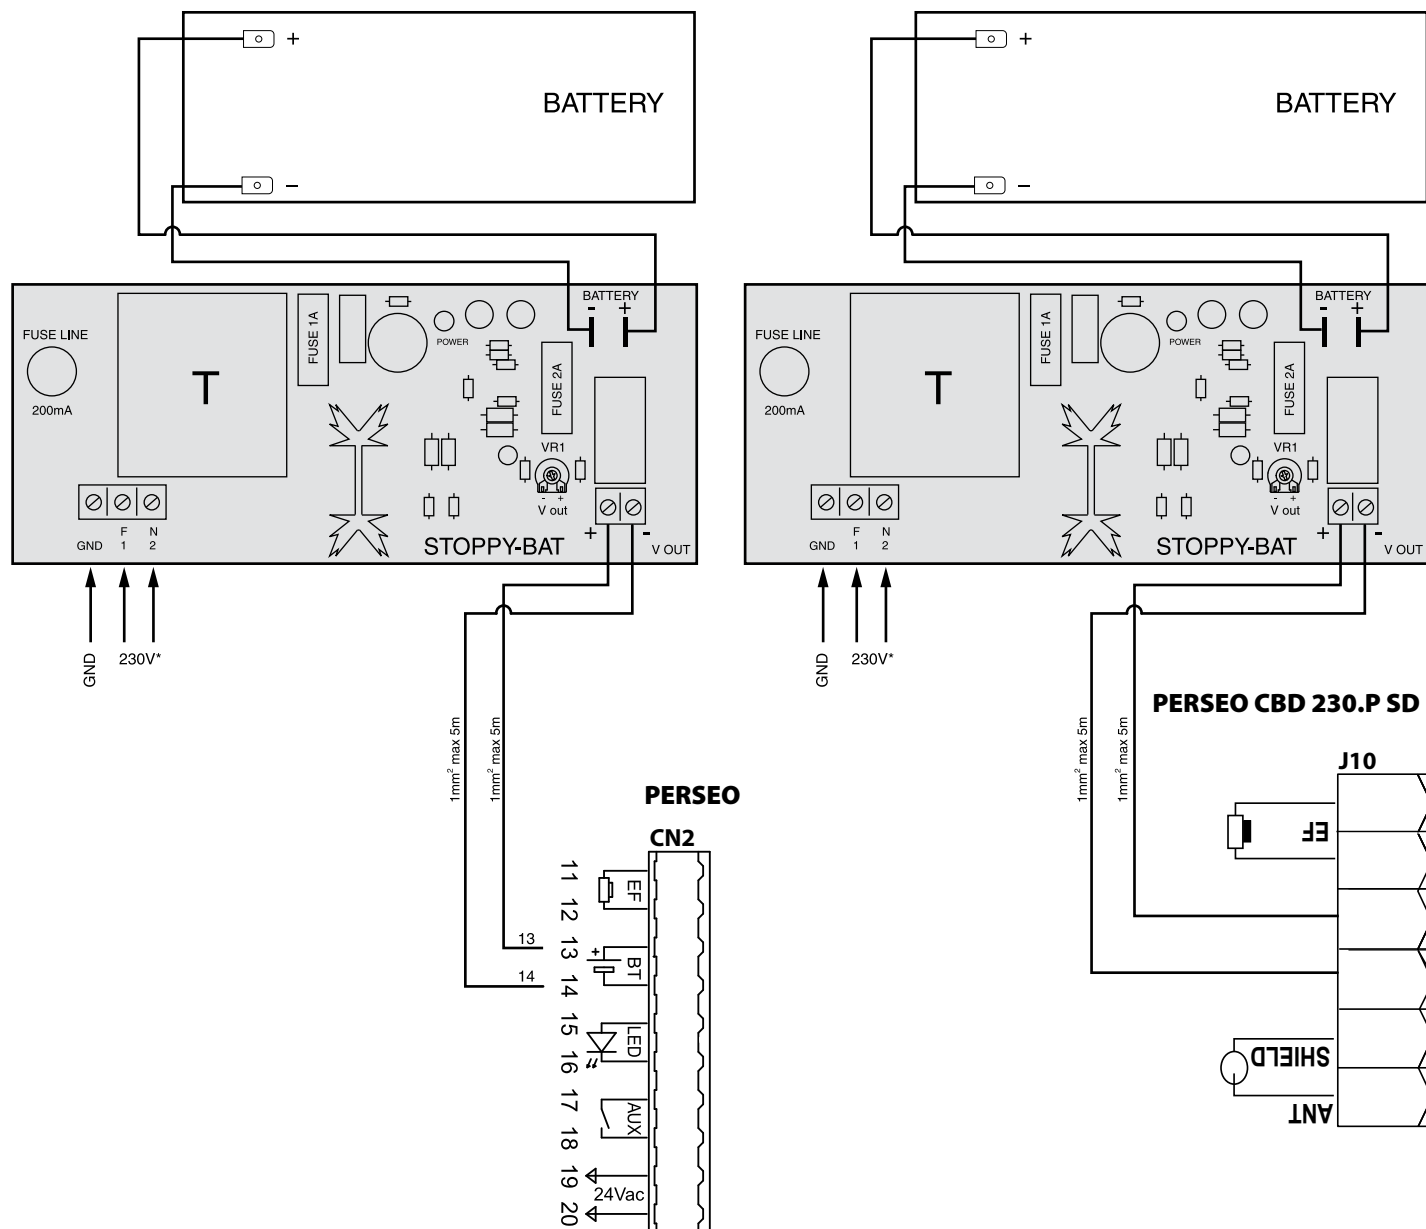 +
BATTERY
-
BATTERY
- +
FUSE LINE
200mA
T
FUSE 1A
POWER
FUSE 2A
VR1
- +
V out
GND
F
1
N
2
STOPPY-BAT
+ -
V OUT
GND
230V*
1mm² max 5m
1mm² max 5m
PERSEO
CN2
11
12
EF
13
13
+
BT
14
14
15
LED
16
17
AUX
18
19
24Vac
20
+
BATTERY
-
BATTERY
- +
FUSE LINE
200mA
T
FUSE 1A
POWER
FUSE 2A
VR1
- +
V out
GND
F
1
N
2
STOPPY-BAT
+ -
V OUT
GND
230V*
1mm² max 5m
1mm² max 5m
PERSEO CBD 230.P SD
J10
EF
SHIELD
ANT